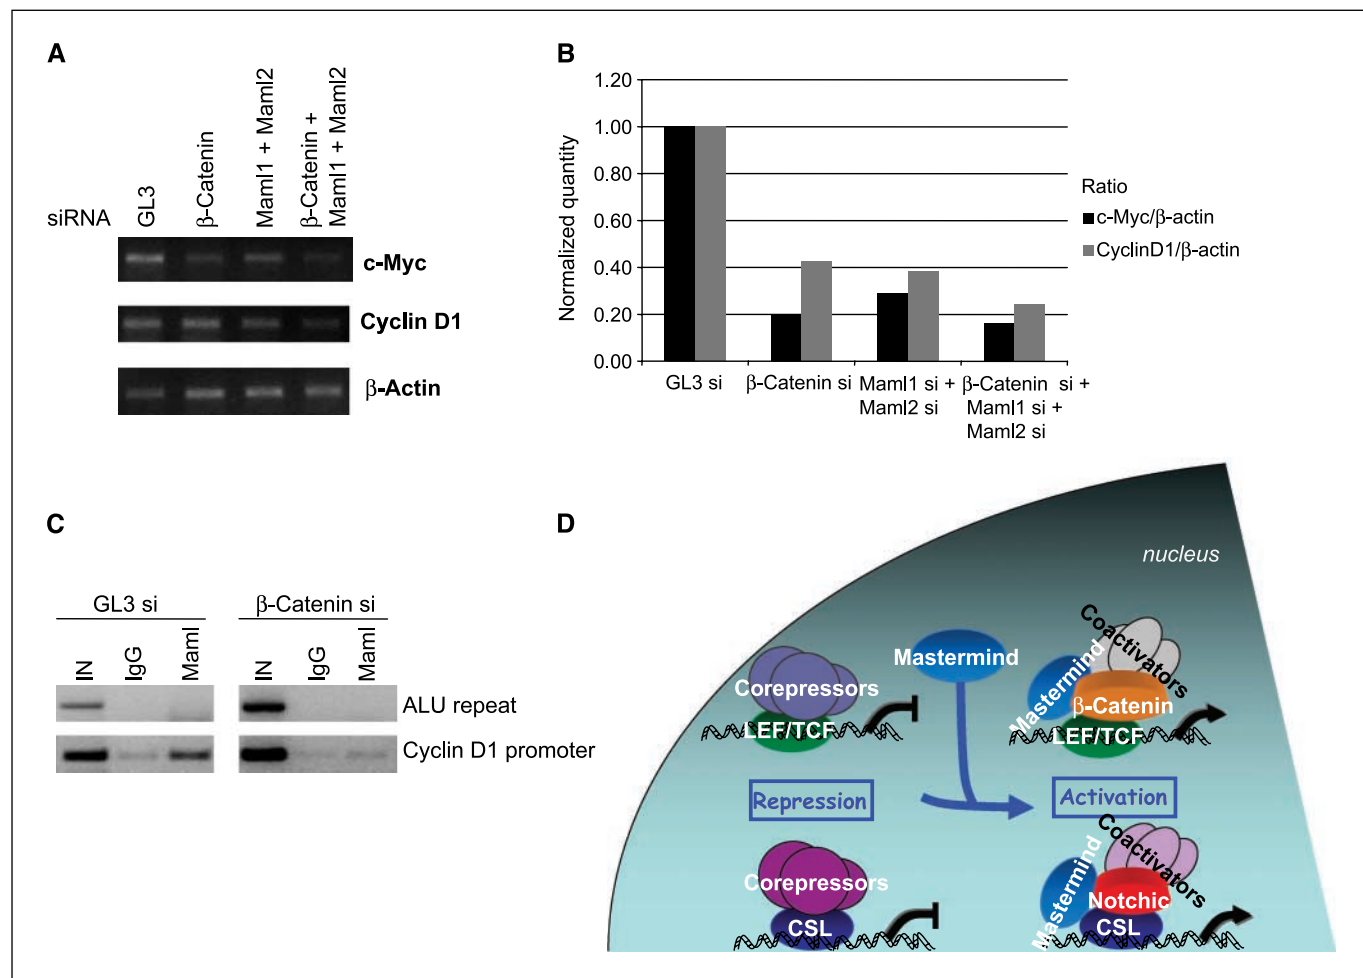 A
siRNA
GL3
β-Catenin
Maml1 + Maml2
β-Catenin +
Maml1 + Maml2
c-Myc
Cyclin D1
β-Actin
B
Normalized quantity
1.20
1.00
0.80
0.60
0.40
0.20
0.00
GL3 si
β-Catenin si
Maml1 si +
Maml2 si
β-Catenin si +
Maml1 si +
Maml2 si
Ratio
c-Myc/β-actin
CyclinD1/β-actin
C
GL3 si
β-Catenin si
IN
IgG
Maml
IN
IgG
Maml
ALU repeat
Cyclin D1 promoter
D
nucleus
Corepressors
LEF/TCF
Mastermind
Mastermind
Coactivators
β-Catenin
LEF/TCF
Repression
Activation
Corepressors
CSL
Mastermind
Coactivators
Notchic
CSL